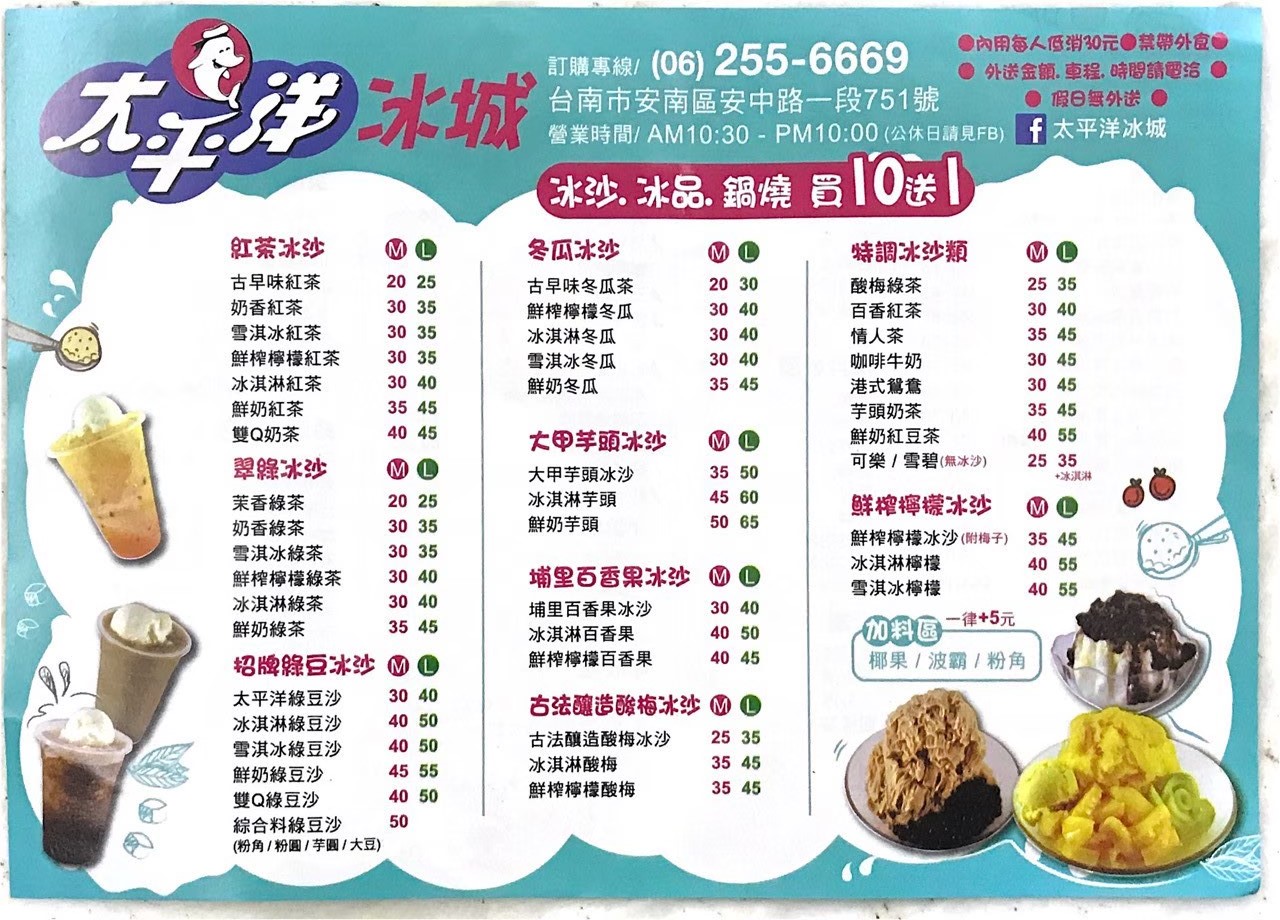 太平洋 冰城
訂購專線/ (06) 255-6669
台南市安南區安中路一段751號
營業時間/ AM10:30 - PM10:00 (公休日請見FB)
●內用每人低消30元●禁帶外食●
● 外送金額. 車程. 時間請電洽 ●
● 假日無外送 ●
f 太平洋冰城
冰沙. 冰品. 鍋燒 買10送1
紅茶冰沙 M L
古早味紅茶 20 25
奶香紅茶 30 35
雪淇冰紅茶 30 35
鮮榨檸檬紅茶 30 35
冰淇淋紅茶 30 40
鮮奶紅茶 35 45
雙Q奶茶 40 45
翠綠冰沙 M L
茉香綠茶 20 25
奶香綠茶 30 35
雪淇冰綠茶 30 35
鮮榨檸檬綠茶 30 40
冰淇淋綠茶 30 40
鮮奶綠茶 35 45
招牌綠豆冰沙 M L
太平洋綠豆沙 30 40
冰淇淋綠豆沙 40 50
雪淇冰綠豆沙 40 50
鮮奶綠豆沙 45 55
雙Q綠豆沙 40 50
綜合料綠豆沙 50
(粉角/粉圓/芋圓/大豆)
冬瓜冰沙 M L
古早味冬瓜茶 20 30
鮮榨檸檬冬瓜 30 40
冰淇淋冬瓜 30 40
雪淇冰冬瓜 30 40
鮮奶冬瓜 35 45
大甲芋頭冰沙 M L
大甲芋頭冰沙 35 50
冰淇淋芋頭 45 60
鮮奶芋頭 50 65
埔里百香果冰沙 M L
埔里百香果冰沙 30 40
冰淇淋百香果 40 50
鮮榨檸檬百香果 40 45
古法釀造酸梅冰沙 M L
古法釀造酸梅冰沙 25 35
冰淇淋酸梅 35 45
鮮榨檸檬酸梅 35 45
特調冰沙類 M L
酸梅綠茶 25 35
百香紅茶 30 40
情人茶 35 45
咖啡牛奶 30 45
港式鴛鴦 30 45
芋頭奶茶 35 45
鮮奶紅豆茶 40 55
可樂 / 雪碧(無冰沙) 25 35
+冰淇淋
鮮榨檸檬冰沙 M L
鮮榨檸檬冰沙(附梅子) 35 45
冰淇淋檸檬 40 55
雪淇冰檸檬 40 55
加料區 一律+5元
椰果 / 波霸 / 粉角